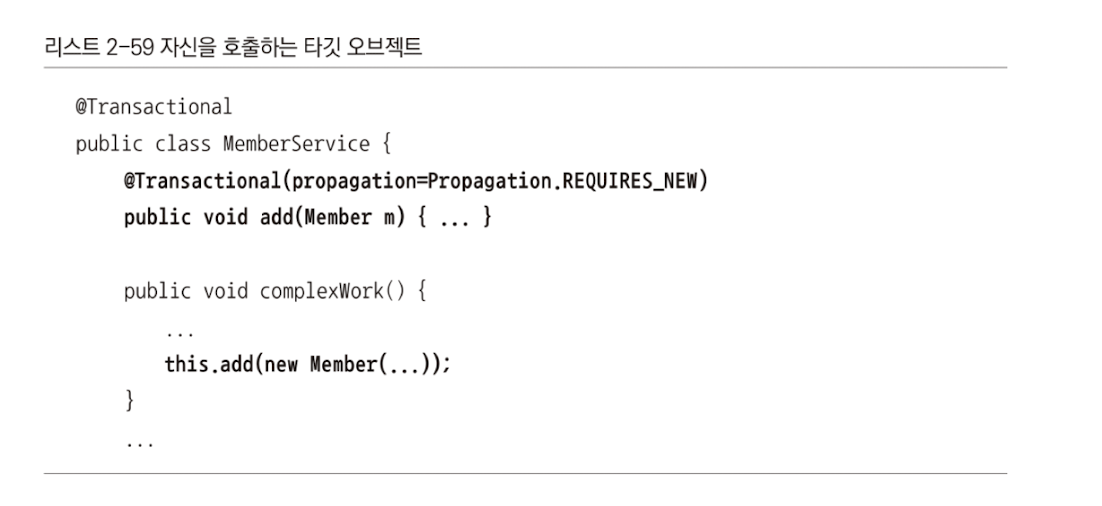 리스트 2-59 자신을 호출하는 타깃 오브젝트
@Transactional
public class MemberService {
@Transactional(propagation=Propagation.REQUIRES_NEW)
public void add(Member m) { ... }
public void complexWork() {
...
this.add(new Member(...));
}
...